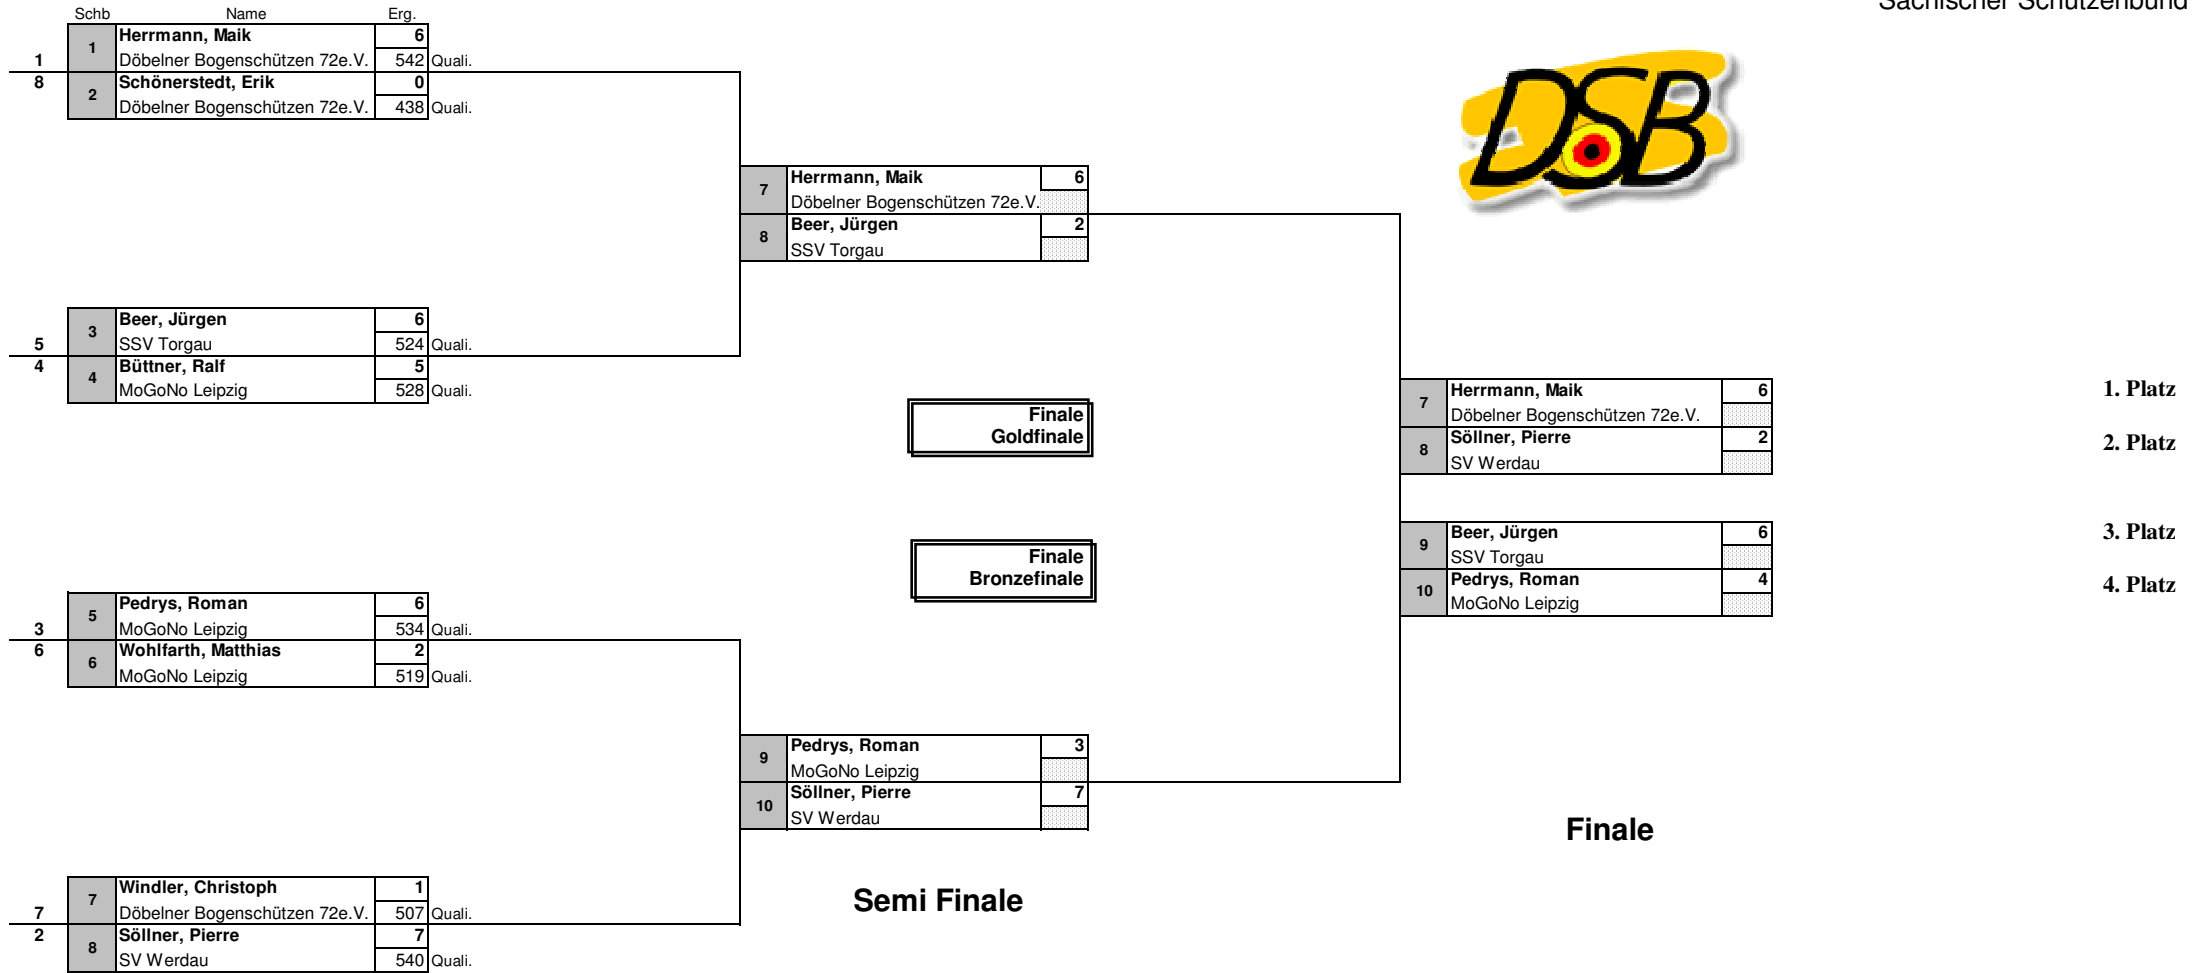 Sächischer Schützenbund
Schb Name Erg.
1 Herrmann, Maik 6
1 Döbelner Bogenschützen 72e.V. 542 Quali.
8 Schönerstedt, Erik 0
2 Döbelner Bogenschützen 72e.V. 438 Quali.
DSB
7 Herrmann, Maik 6
Döbelner Bogenschützen 72e.V.
8 Beer, Jürgen 2
SSV Torgau
3 Beer, Jürgen 6
5 SSV Torgau 524 Quali.
4 Büttner, Ralf 5
4 MoGoNo Leipzig 528 Quali.
Finale
Goldfinale
7 Herrmann, Maik 6 1. Platz
Döbelner Bogenschützen 72e.V.
8 Söllner, Pierre 2 2. Platz
SV Werdau
Finale
Bronzefinale
9 Beer, Jürgen 6 3. Platz
SSV Torgau
10 Pedrys, Roman 4 4. Platz
MoGoNo Leipzig
5 Pedrys, Roman 6
3 MoGoNo Leipzig 534 Quali.
6 Wohlfarth, Matthias 2
6 MoGoNo Leipzig 519 Quali.
9 Pedrys, Roman 3
MoGoNo Leipzig
10 Söllner, Pierre 7
SV Werdau
Finale
Semi Finale
7 Windler, Christoph 1
7 Döbelner Bogenschützen 72e.V. 507 Quali.
2 Söllner, Pierre 7
8 SV Werdau 540 Quali.